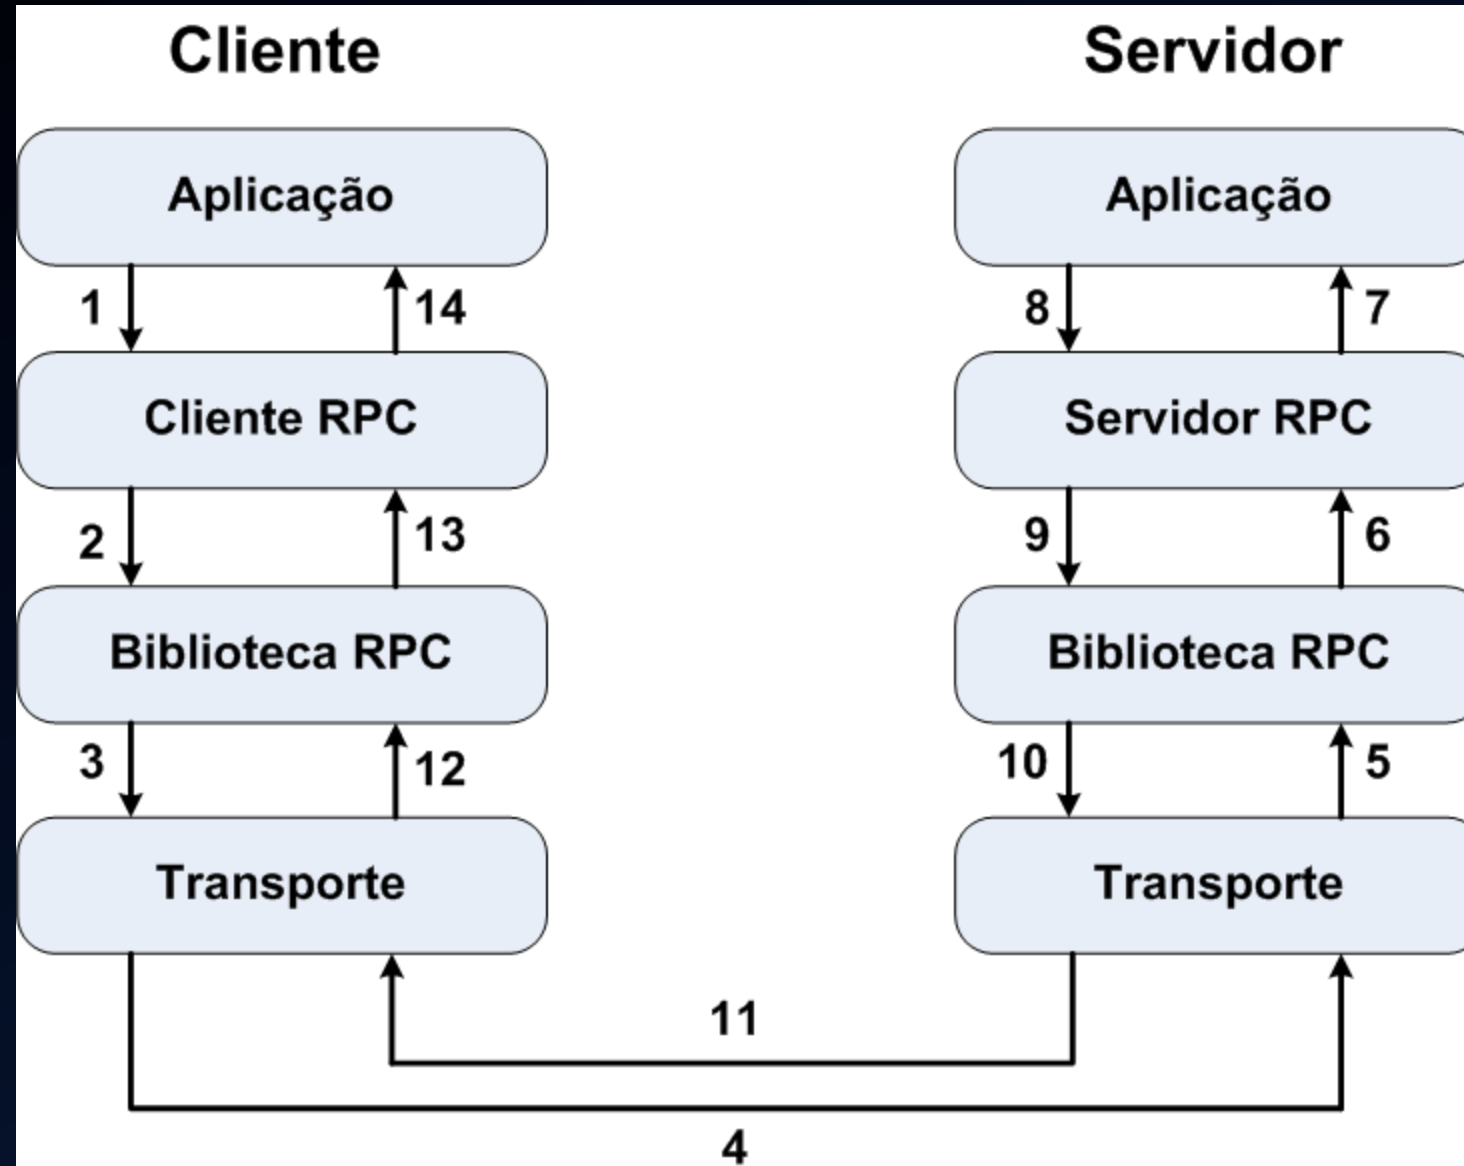 Cliente Servidor
Aplicação Aplicação
1 14 8 7
Cliente RPC Servidor RPC
2 13 9 6
Biblioteca RPC Biblioteca RPC
3 12 10 5
Transporte Transporte
11
4